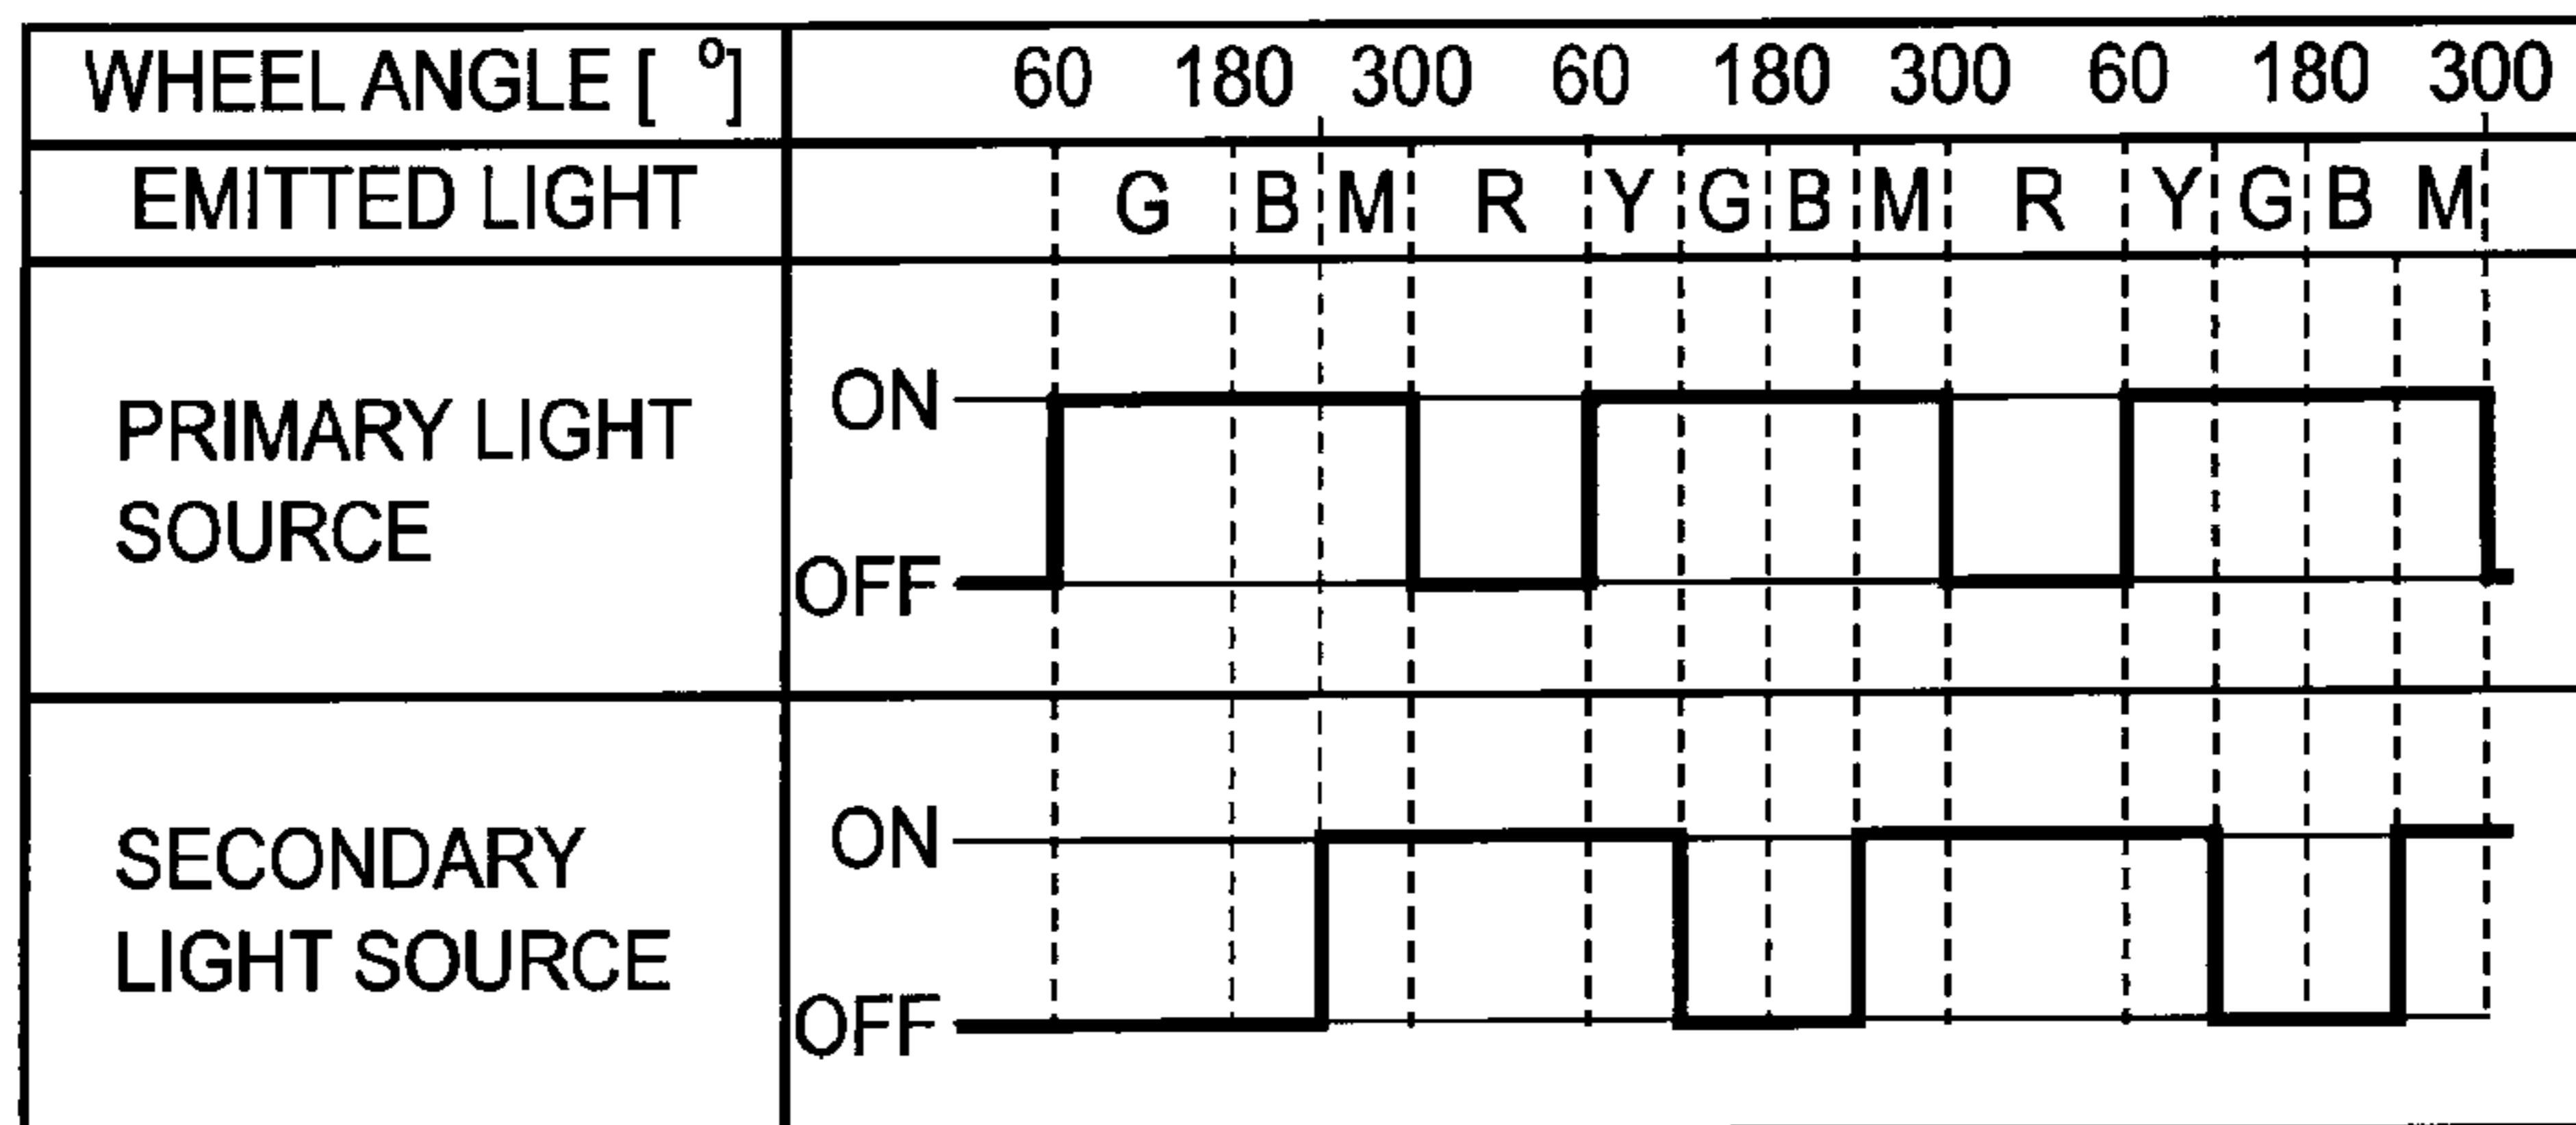 WHEEL ANGLE [ °] 60 180 300 60 180 300 60 180 300
EMITTED LIGHT G B M R Y G B M R Y G B M
PRIMARY LIGHT
SOURCE
ON
OFF
SECONDARY
LIGHT SOURCE
ON
OFF